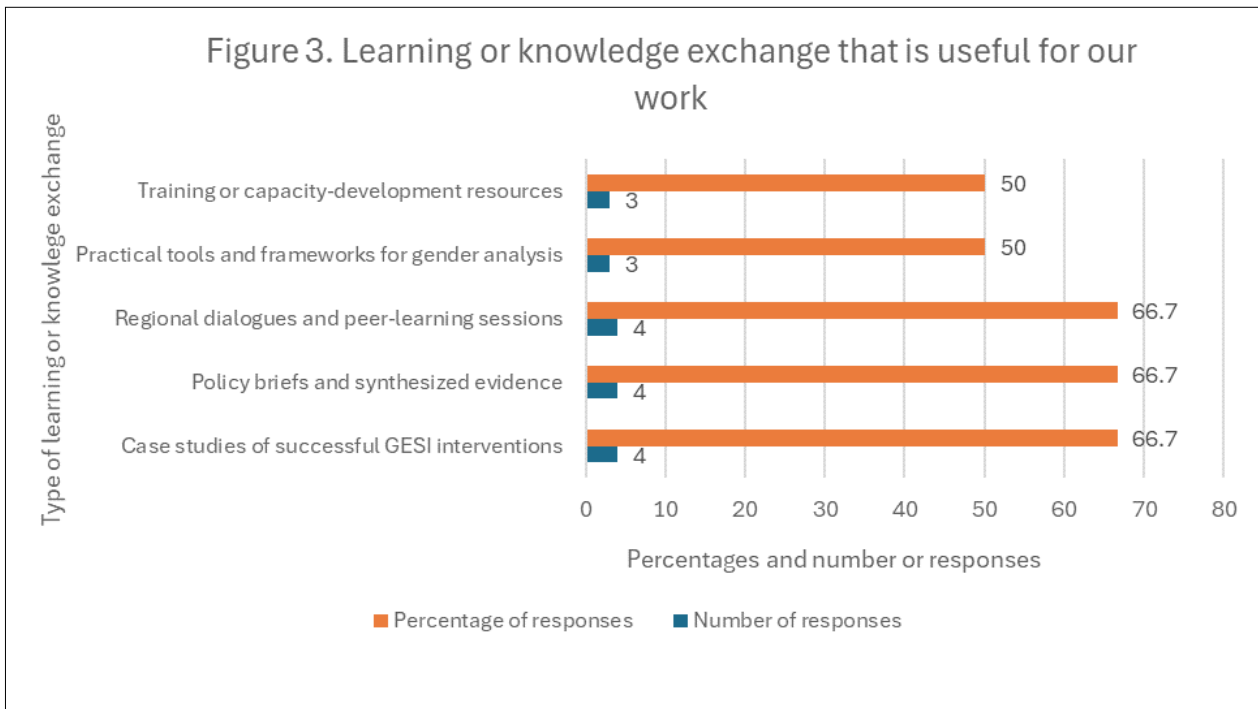 Figure 3. Learning or knowledge exchange that is useful for our
work
Type of learning or knowlege exchange
Training or capacity-development resources
50
3
Practical tools and frameworks for gender analysis
50
3
Regional dialogues and peer-learning sessions
66.7
4
Policy briefs and synthesized evidence
66.7
4
Case studies of successful GESI interventions
66.7
4
0 10 20 30 40 50 60 70 80
Percentages and number or responses
Percentage of responses Number of responses